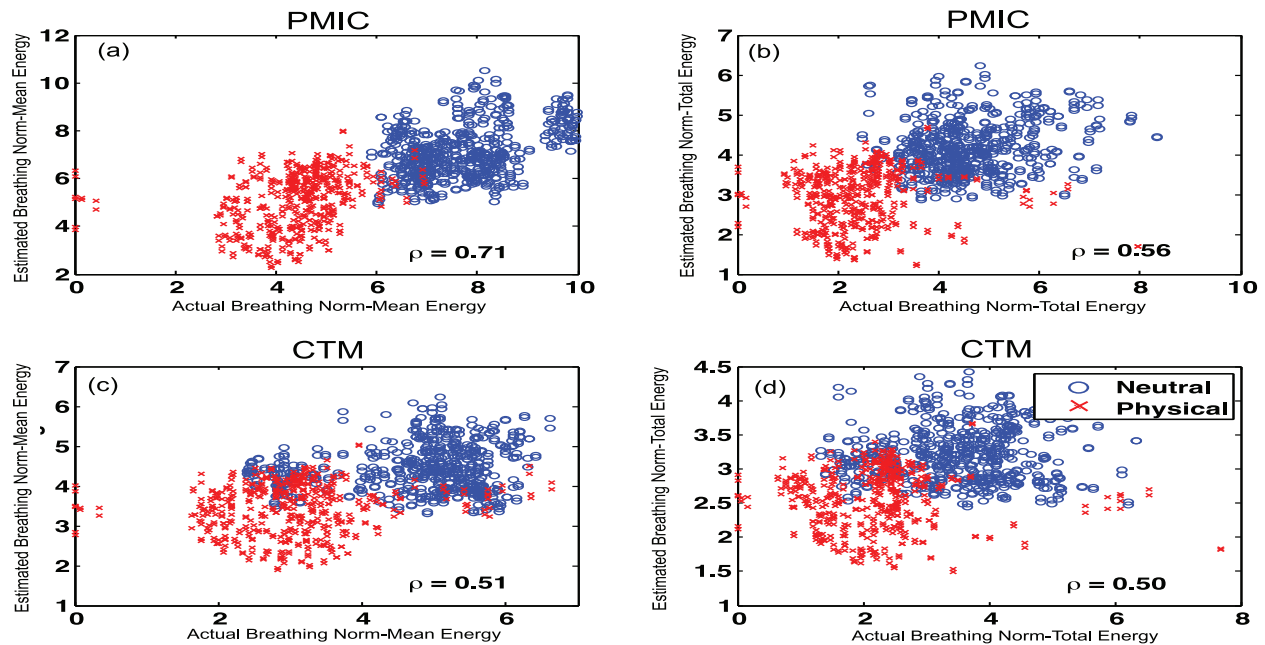 PMIC
(a)
Estimated Breathing Norm-Mean Energy
12
10
8
6
4
2
ρ = 0.71
0 2 4 6 8 10
Actual Breathing Norm-Mean Energy
PMIC
(b)
Estimated Breathing Norm-Total Energy
7
6
5
4
3
2
1
ρ = 0.56
0 2 4 6 8 10
Actual Breathing Norm-Total Energy
CTM
(c)
Estimated Breathing Norm-Mean Energy
7
6
5
4
3
2
1
ρ = 0.51
0 2 4 6
Actual Breathing Norm-Mean Energy
CTM
(d)
Estimated Breathing Norm-Total Energy
4.5
4
3.5
3
2.5
2
1.5
1
Neutral
Physical
ρ = 0.50
0 2 4 6 8
Actual Breathing Norm-Total Energy